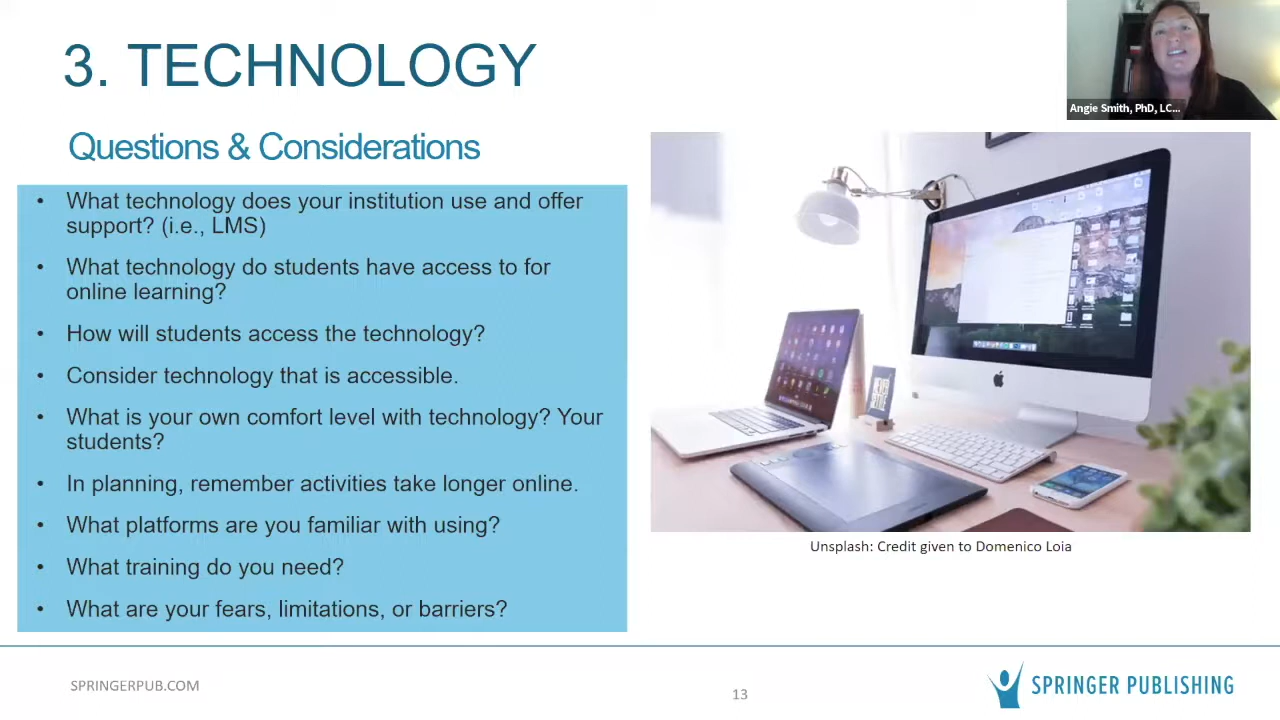 3. TECHNOLOGY
Angie Smith, PhD, LC...
Questions & Considerations
• What technology does your institution use and offer
support? (i.e., LMS)
• What technology do students have access to for
online learning?
• How will students access the technology?
• Consider technology that is accessible.
• What is your own comfort level with technology? Your
students?
• In planning, remember activities take longer online.
• What platforms are you familiar with using?
• What training do you need?
• What are your fears, limitations, or barriers?
Unsplash: Credit given to Domenico Loia
SPRINGERPUB.COM
13
SPRINGER PUBLISHING